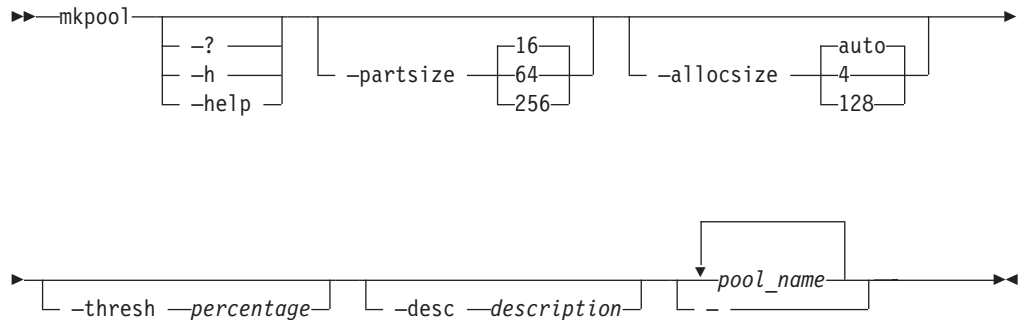 mkpool
–? 16 auto
–h –partsize 64 –allocsize 4
–help 256 128
pool_name
–thresh percentage –desc description –